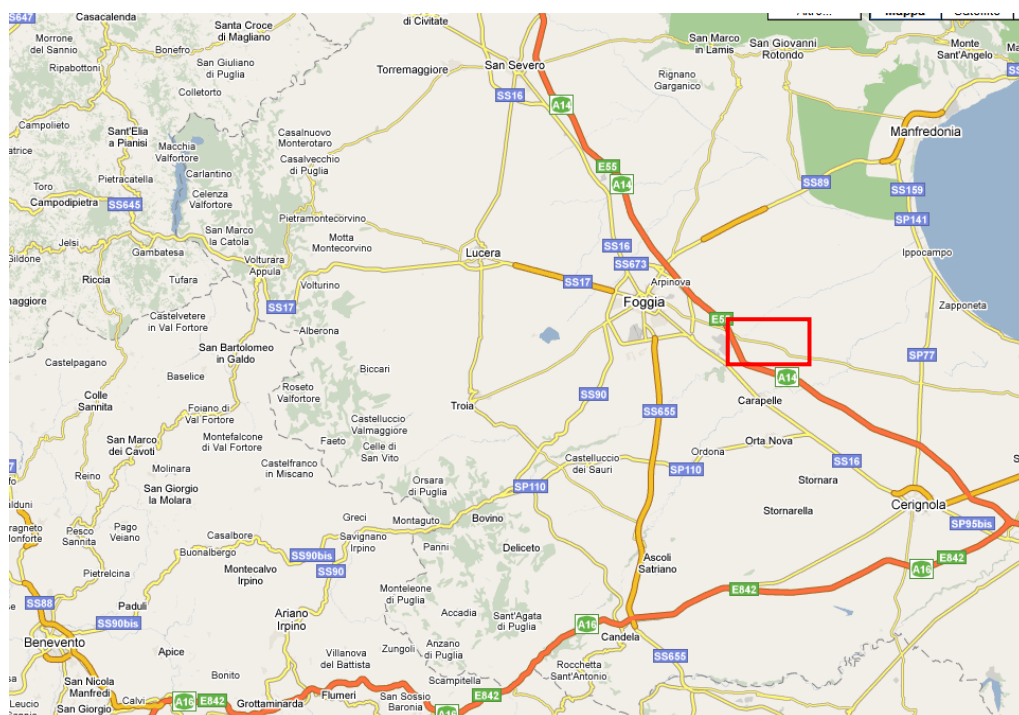 SS647
Casacalenda
Santa Croce
di Magliano
di Civitate
Mappa
Morrone
del Sannio
Bonefro
San Giuliano
di Puglia
Ripabottoni
Colletorto
Torremaggiore
San Severo
SS16
A14
San Marco
in Lamis
San Giovanni
Rotondo
Monte
Sant'Angelo
Rignano
Garganico
Campolieto
Sant'Elia
a Pianisi
Macchia
Valfortore
Casalnuovo
Monterotaro
Casalvecchio
di Puglia
Manfredonia
Pietracatella
Carlantino
E55
A14
SS89
SS159
Toro
Campodipietra
SS645
Celenza
Valfortore
Pietramontecorvino
SP141
Jelsi
Gildone
Gambatesa
San Marco
la Catola
Motta
Montecorvino
Lucera
SS16
SS673
Ippocampo
Riccia
Tufara
Volturara
Appula
Volturino
SS17
Arpinova
Foggia
Zapponeta
SS17
Castelvetere
in Val Fortore
Alberona
San Bartolomeo
in Galdo
SP77
Castelpagano
Baselice
Biccari
A14
Roseto
Valfortore
SS90
Carapelle
Colle
Sannita
Foiano di
Val Fortore
Troia
SS655
Castelluccio
Valmaggiore
San Marco
dei Cavoti
Montefalcone
di Val Fortore
Faeto
Celle di
San Vito
Orta Nova
Ordona
Molinara
Castelfranco
in Miscano
Castelluccio
dei Sauri
SP110
SS16
Reino
San Giorgio
la Molara
Orsara
di Puglia
SP110
Stornara
Cerignola
Greci
Montaguto
Bovino
Stornarella
SP95bis
Pesco
Sannita
Pago
Veiano
Casalbore
Savignano
Irpino
Buonalbergo
SS90bis
SS90
Panni
Deliceto
Ascoli
Satriano
Pietrelcina
Montecalvo
Irpino
E842
A16
E842
Monteleone
di Puglia
SS88
Paduli
Ariano
Irpino
Accadia
Sant'Agata
di Puglia
SS90bis
A16
Candela
Benevento
Apice
Villanova
del Battista
Zungoli
Anzano
di Puglia
SS655
Rocchetta
Sant'Antonio
San Nicola
Manfredi
Bonito
Scampitella
Flumeri
San Sossio
Baronia
E842
A16
Calvi
A16
E842
Grottaminarda
San Giorgio